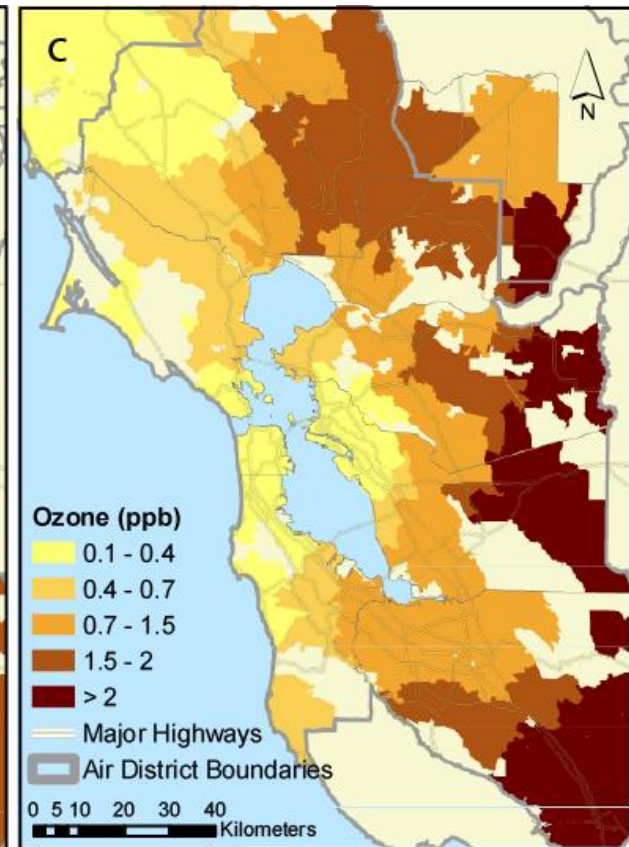 C
N
Ozone (ppb)
0.1 - 0.4
0.4 - 0.7
0.7 - 1.5
1.5 - 2
> 2
Major Highways
Air District Boundaries
0 5 10 20 30 40
Kilometers